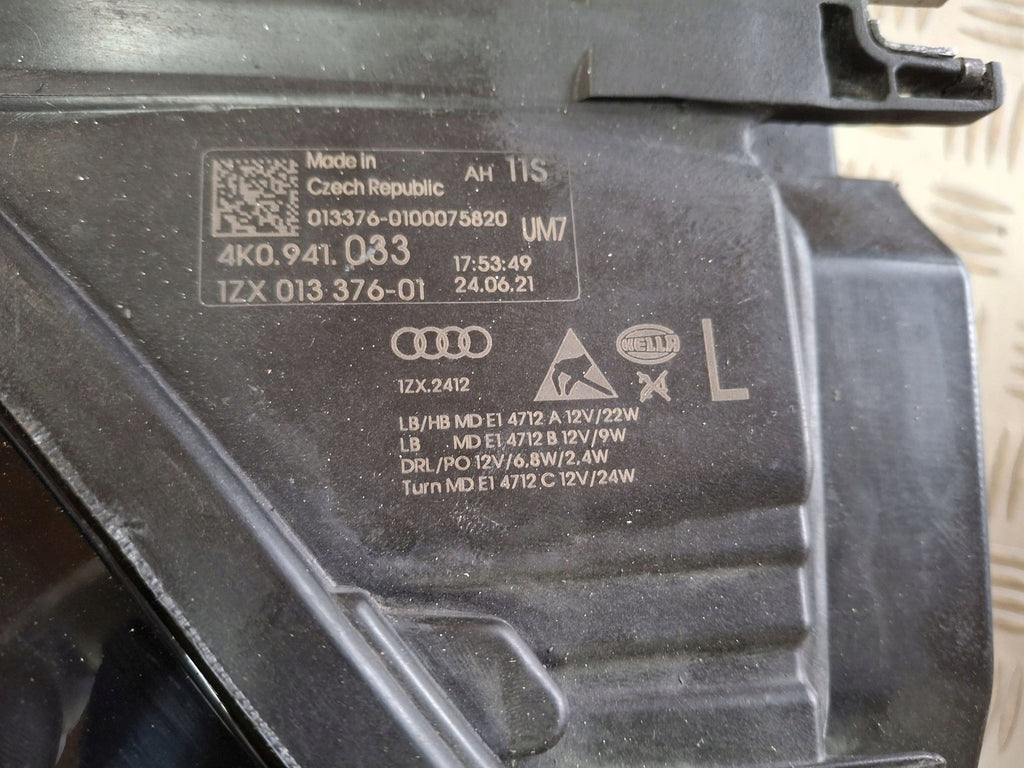 Made in
Czech Republic
AH 11S
013376-0100075820
UM7
4K0.941.033
17:53:49
1ZX 013 376-01
24.06.21
HELLA
1ZX.2412
L
LB/HB MD E1 4712 A 12V/22W
LB MD E1 4712 B 12V/9W
DRL/PO 12V/6.8W/2.4W
Turn MD E1 4712 C 12V/24W